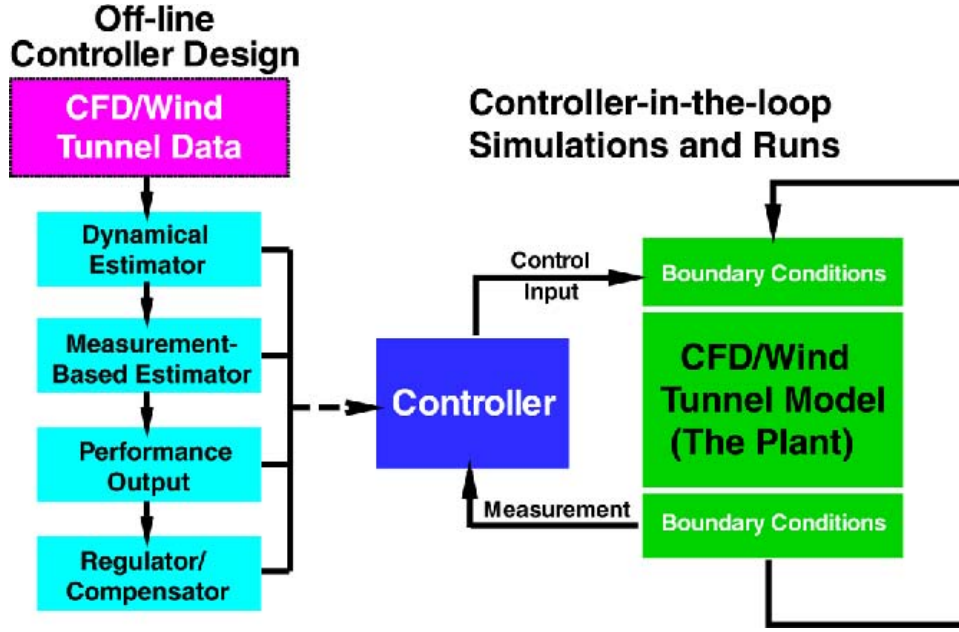 Off-line
Controller Design
CFD/Wind
Tunnel Data
Dynamical
Estimator
Measurement-
Based Estimator
Performance
Output
Regulator/
Compensator
Controller-in-the-loop
Simulations and Runs
Control
Input
Controller
Measurement
Boundary Conditions
CFD/Wind
Tunnel Model
(The Plant)
Boundary Conditions